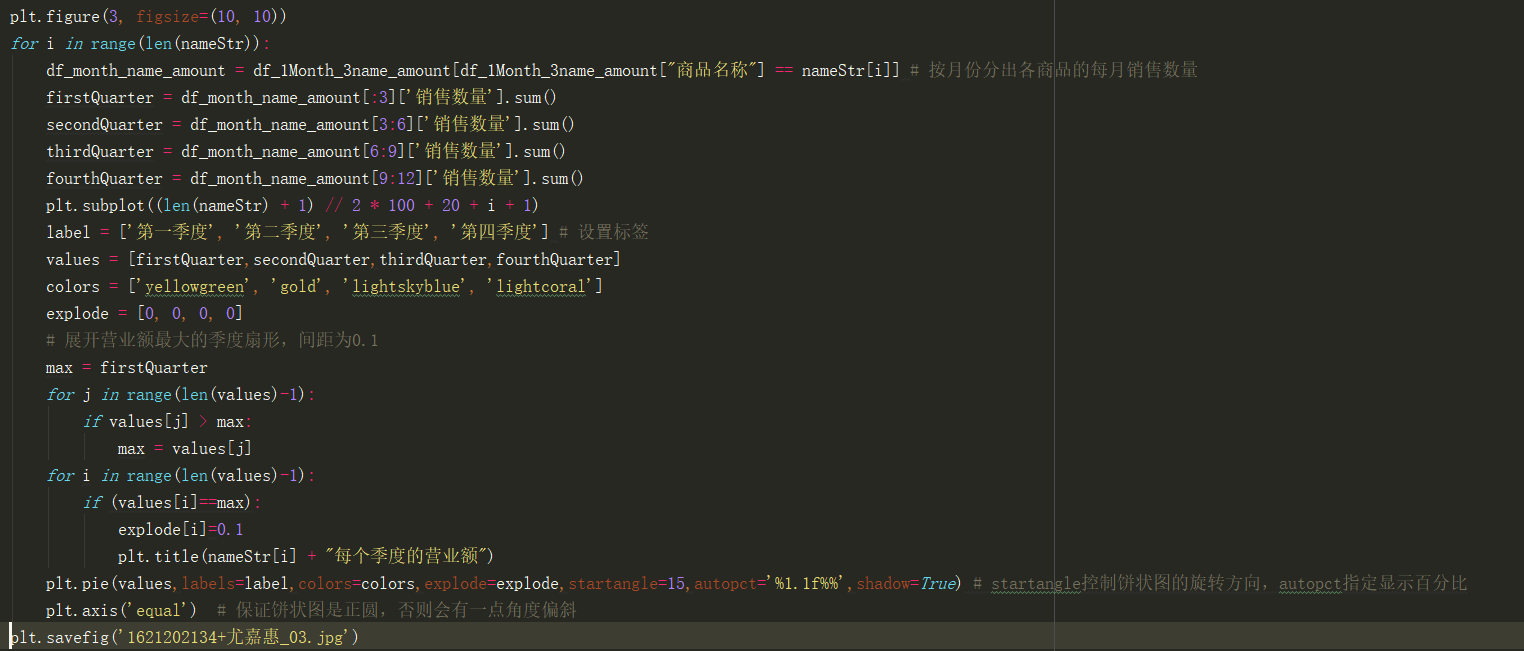 plt.figure(3, figsize=(10, 10))
for i in range(len(nameStr)):
    df_month_name_amount = df_1Month_3name_amount[df_1Month_3name_amount["商品名称"] == nameStr[i]] # 按月份分出各商品的每月销售数量
    firstQuarter = df_month_name_amount[:3]['销售数量'].sum()
    secondQuarter = df_month_name_amount[3:6]['销售数量'].sum()
    thirdQuarter = df_month_name_amount[6:9]['销售数量'].sum()
    fourthQuarter = df_month_name_amount[9:12]['销售数量'].sum()
    plt.subplot((len(nameStr) + 1) // 2 * 100 + 20 + i + 1)
    label = ['第一季度', '第二季度', '第三季度', '第四季度'] # 设置标签
    values = [firstQuarter,secondQuarter,thirdQuarter,fourthQuarter]
    colors = ['yellowgreen', 'gold', 'lightskyblue', 'lightcoral']
    explode = [0, 0, 0, 0]
    # 展开营业额最大的季度扇形，间距为0.1
    max = firstQuarter
    for j in range(len(values)-1):
        if values[j] > max:
            max = values[j]
    for i in range(len(values)-1):
        if (values[i]==max):
            explode[i]=0.1
            plt.title(nameStr[i] + "每个季度的营业额")
    plt.pie(values,labels=label,colors=colors,explode=explode,startangle=15,autopct='%1.1f%%',shadow=True) # startangle控制饼状图的旋转方向，autopct指定显示百分比
    plt.axis('equal')  # 保证饼状图是正圆，否则会有一点角度偏斜
plt.savefig('1621202134+尤嘉惠_03.jpg')